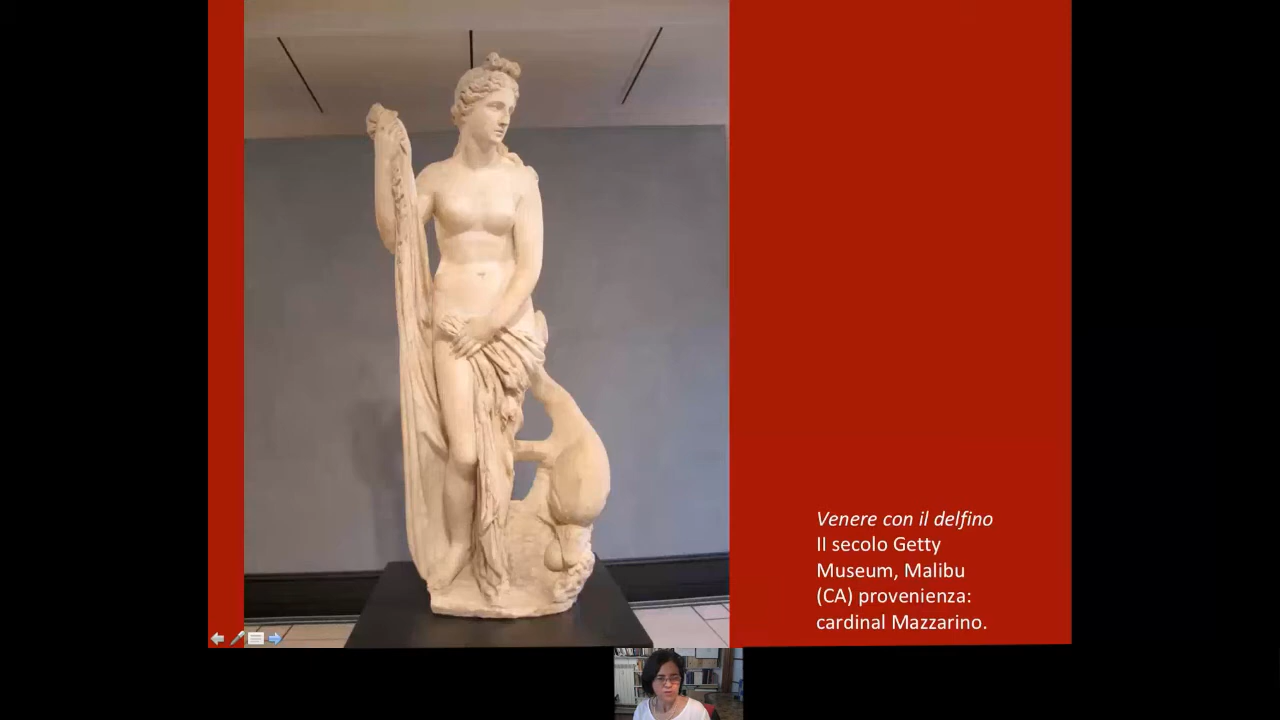 Venere con il delfino
II secolo Getty
Museum, Malibu
(CA) provenienza:
cardinal Mazzarino.